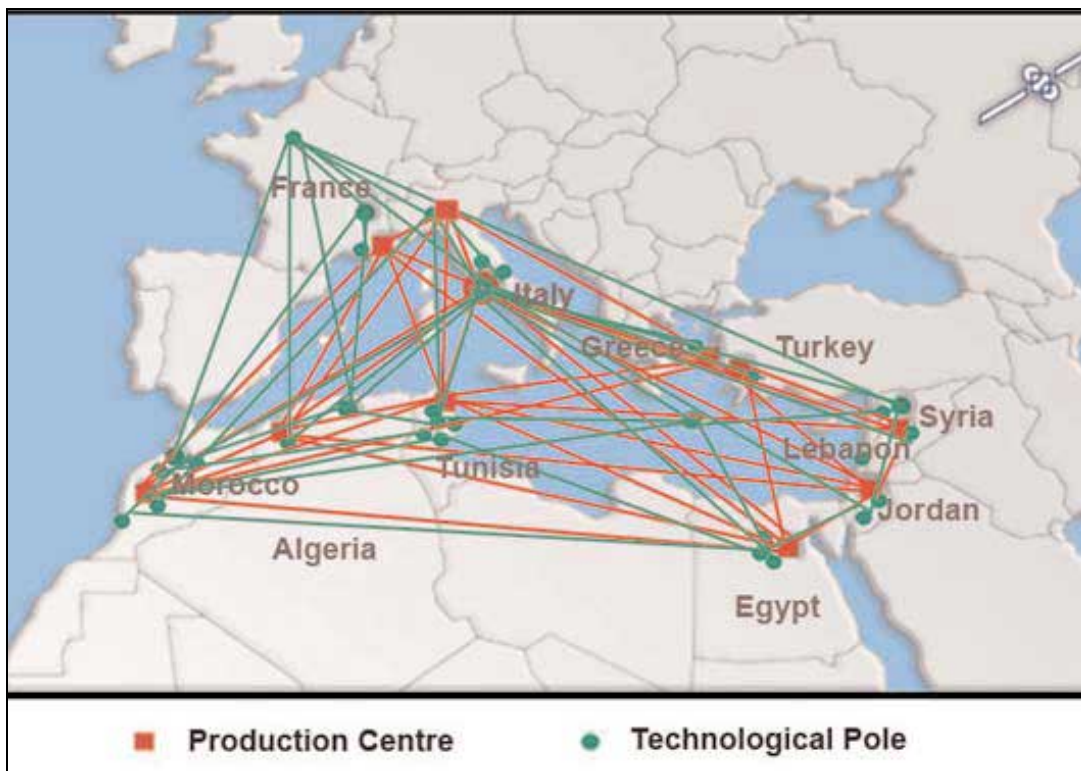 France
Italy
Greece
Turkey
Syria
Lebanon
Tunisia
Morocco
Jordan
Algeria
Egypt
Production Centre
Technological Pole